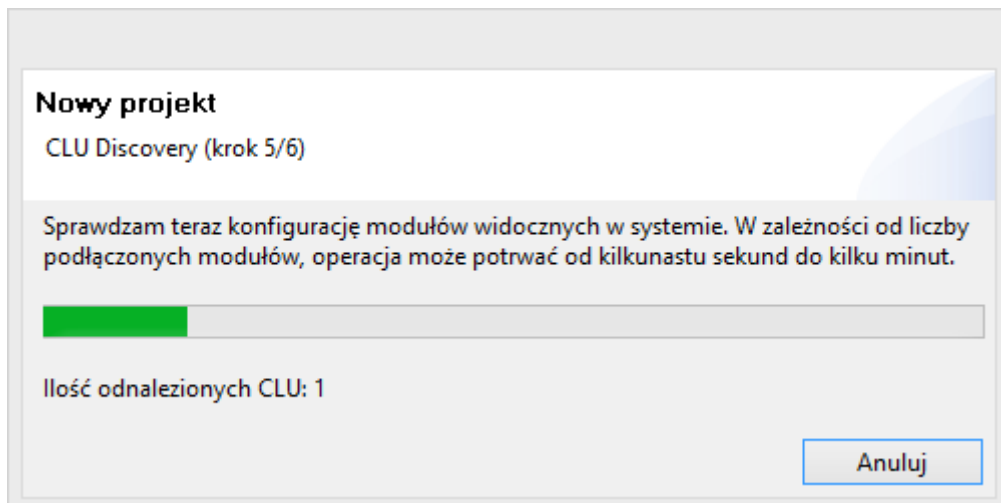 Nowy projekt
CLU Discovery (krok 5/6)
Sprawdzam teraz konfigurację modułów widocznych w systemie. W zależności od liczby
podłączonych modułów, operacja może potrwać od kilkunastu sekund do kilku minut.
Ilość odnalezionych CLU: 1
Anuluj